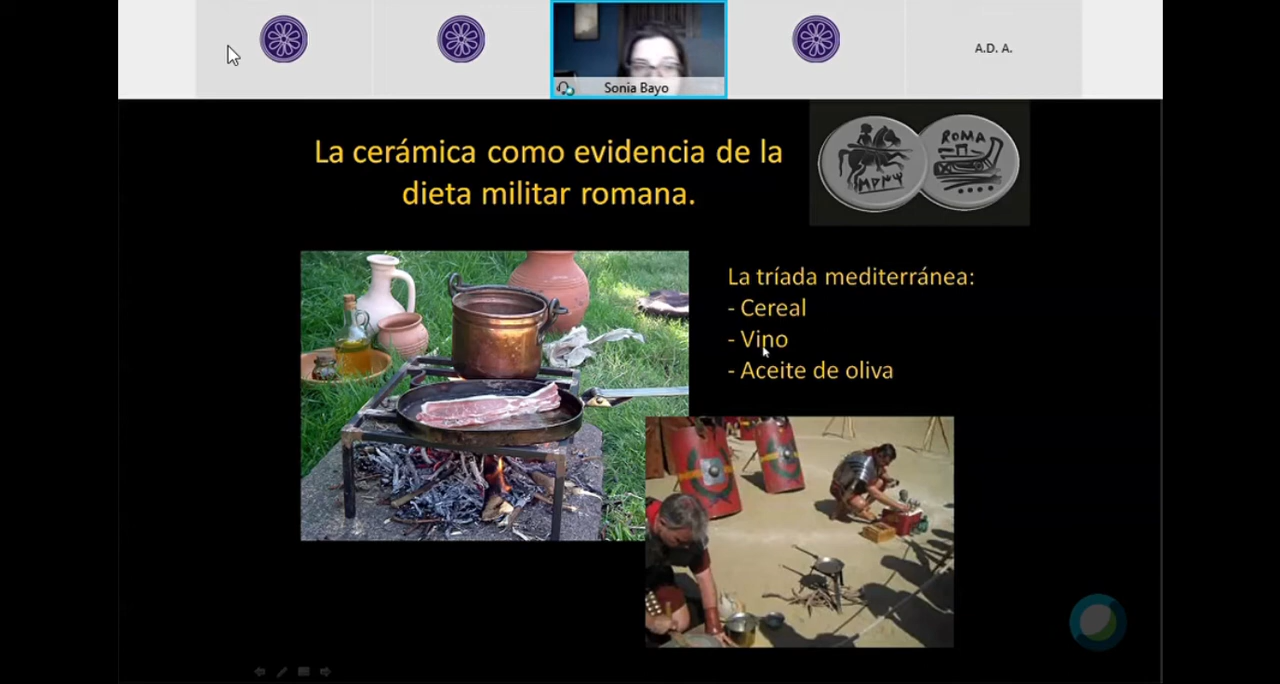 A.D. A.
Sonia Bayo
La cerámica como evidencia de la
dieta militar romana.
ROMA
La tríada mediterránea:
- Cereal
- Vino
- Aceite de oliva